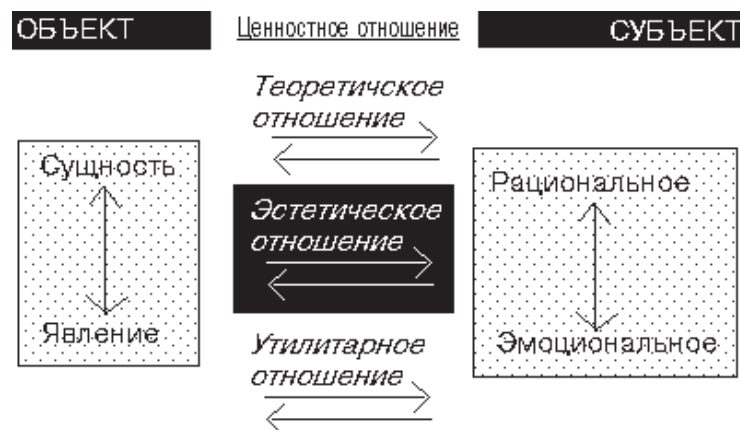 ОБЪЕКТ
Ценностное отношение
СУБЪЕКТ
Теоретичское
отношение
Сущность
Явление
Эстетическое
отношение
Рациональное
Эмоциональное
Утилитарное
отношение